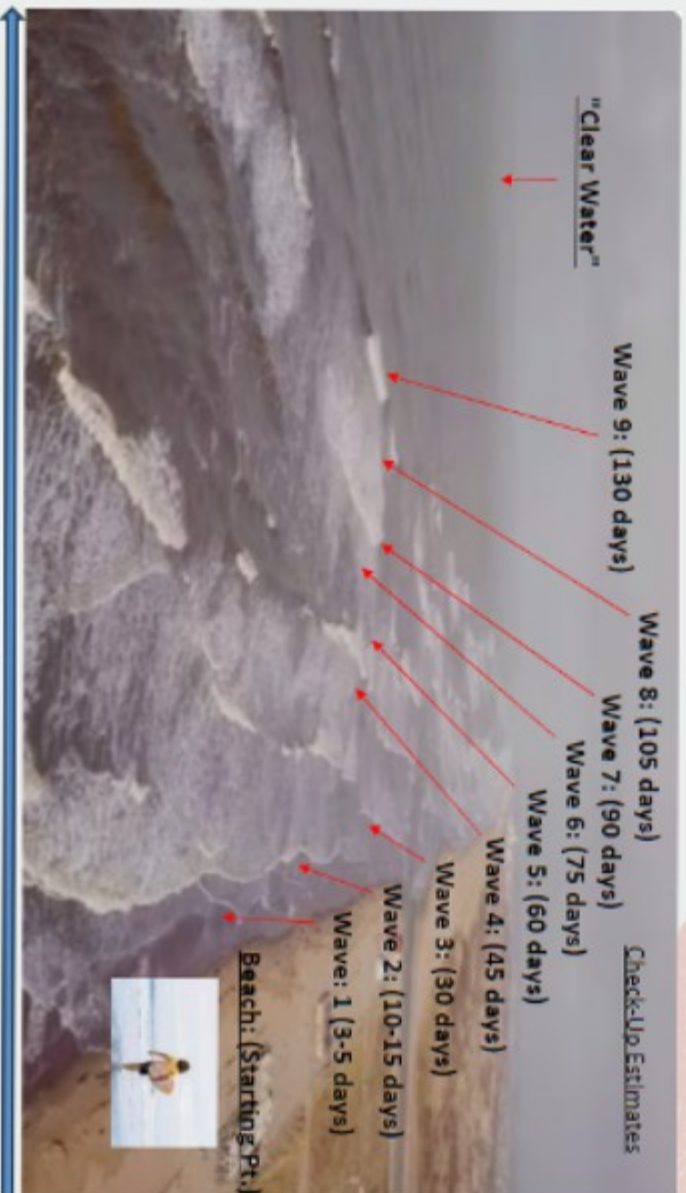 "Clear Water"
Wave 9: (130 days)
Wave 8: (105 days)
Wave 7: (90 days)
Wave 6: (75 days)
Wave 5: (60 days)
Wave 4: (45 days)
Wave 3: (30 days)
Wave 2: (10-15 days)
Wave: 1 (3-5 days)
Check-Up Estimates
Beach: (Starting Pt.)